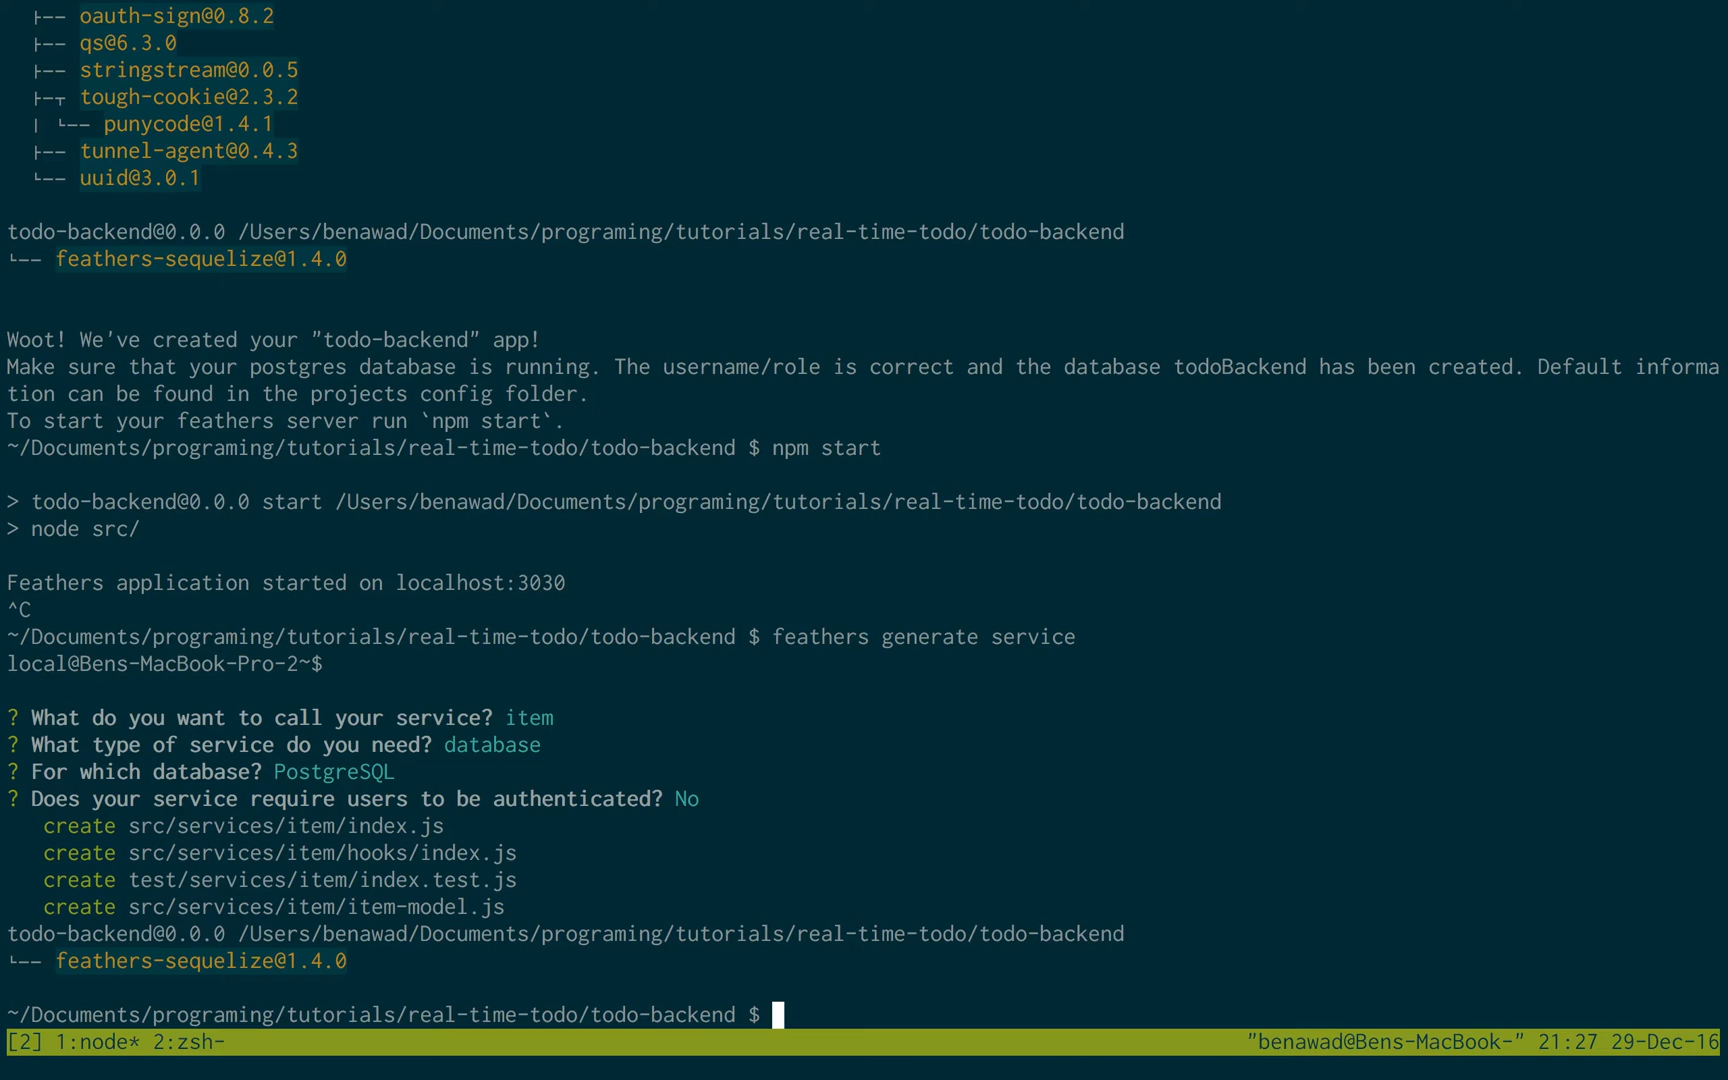 ├── oauth-sign@0.8.2
├── qs@6.3.0
├── stringstream@0.0.5
├─┬ tough-cookie@2.3.2
│ └── punycode@1.4.1
├── tunnel-agent@0.4.3
└── uuid@3.0.1
todo-backend@0.0.0 /Users/benawad/Documents/programing/tutorials/real-time-todo/todo-backend
└── feathers-sequelize@1.4.0
Woot! We've created your "todo-backend" app!
Make sure that your postgres database is running. The username/role is correct and the database todoBackend has been created. Default informa
tion can be found in the projects config folder.
To start your feathers server run `npm start`.
~/Documents/programing/tutorials/real-time-todo/todo-backend $ npm start
> todo-backend@0.0.0 start /Users/benawad/Documents/programing/tutorials/real-time-todo/todo-backend
> node src/
Feathers application started on localhost:3030
^C
~/Documents/programing/tutorials/real-time-todo/todo-backend $ feathers generate service
local@Bens-MacBook-Pro-2~$
? What do you want to call your service? item
? What type of service do you need? database
? For which database? PostgreSQL
? Does your service require users to be authenticated? No
create src/services/item/index.js
create src/services/item/hooks/index.js
create test/services/item/index.test.js
create src/services/item/item-model.js
todo-backend@0.0.0 /Users/benawad/Documents/programing/tutorials/real-time-todo/todo-backend
└── feathers-sequelize@1.4.0
~/Documents/programing/tutorials/real-time-todo/todo-backend $
[2] 1:node* 2:zsh- "benawad@Bens-MacBook-" 21:27 29-Dec-16